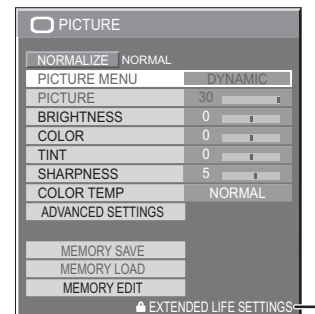 PICTURE
NORMALIZE NORMAL
PICTURE MENU DYNAMIC
PICTURE 30
BRIGHTNESS 0
COLOR 0
TINT 0
SHARPNESS 5
COLOR TEMP NORMAL
ADVANCED SETTINGS
MEMORY SAVE
MEMORY LOAD
MEMORY EDIT
EXTENDED LIFE SETTINGS